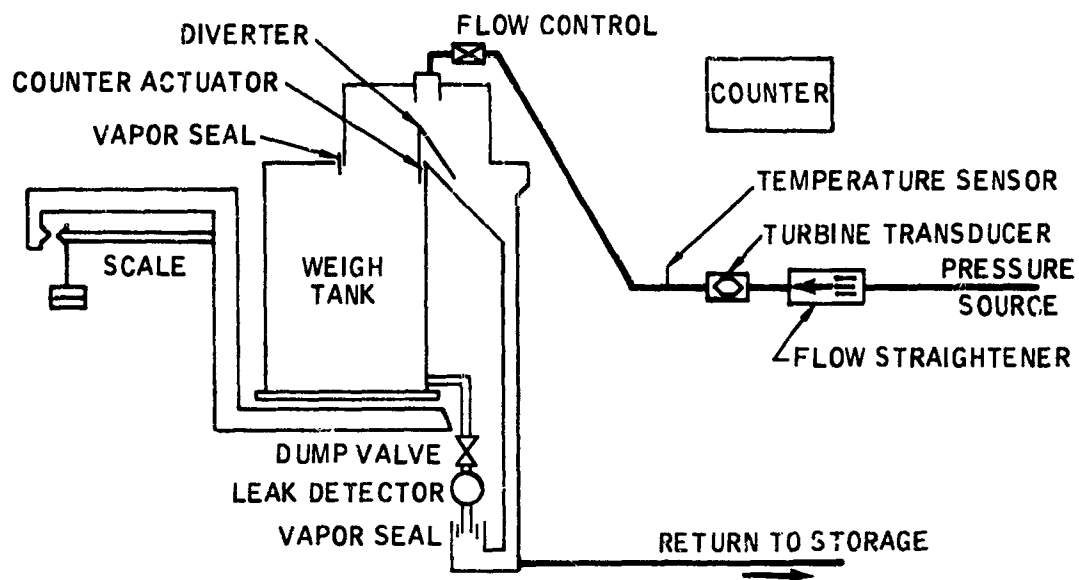 FLOW CONTROL
DIVERTER
COUNTER ACTUATOR
VAPOR SEAL
COUNTER
TEMPERATURE SENSOR
TURBINE TRANSDUCER
PRESSURE
SOURCE
FLOW STRAIGHTENER
SCALE
WEIGH
TANK
DUMP VALVE
LEAK DETECTOR
VAPOR SEAL
RETURN TO STORAGE